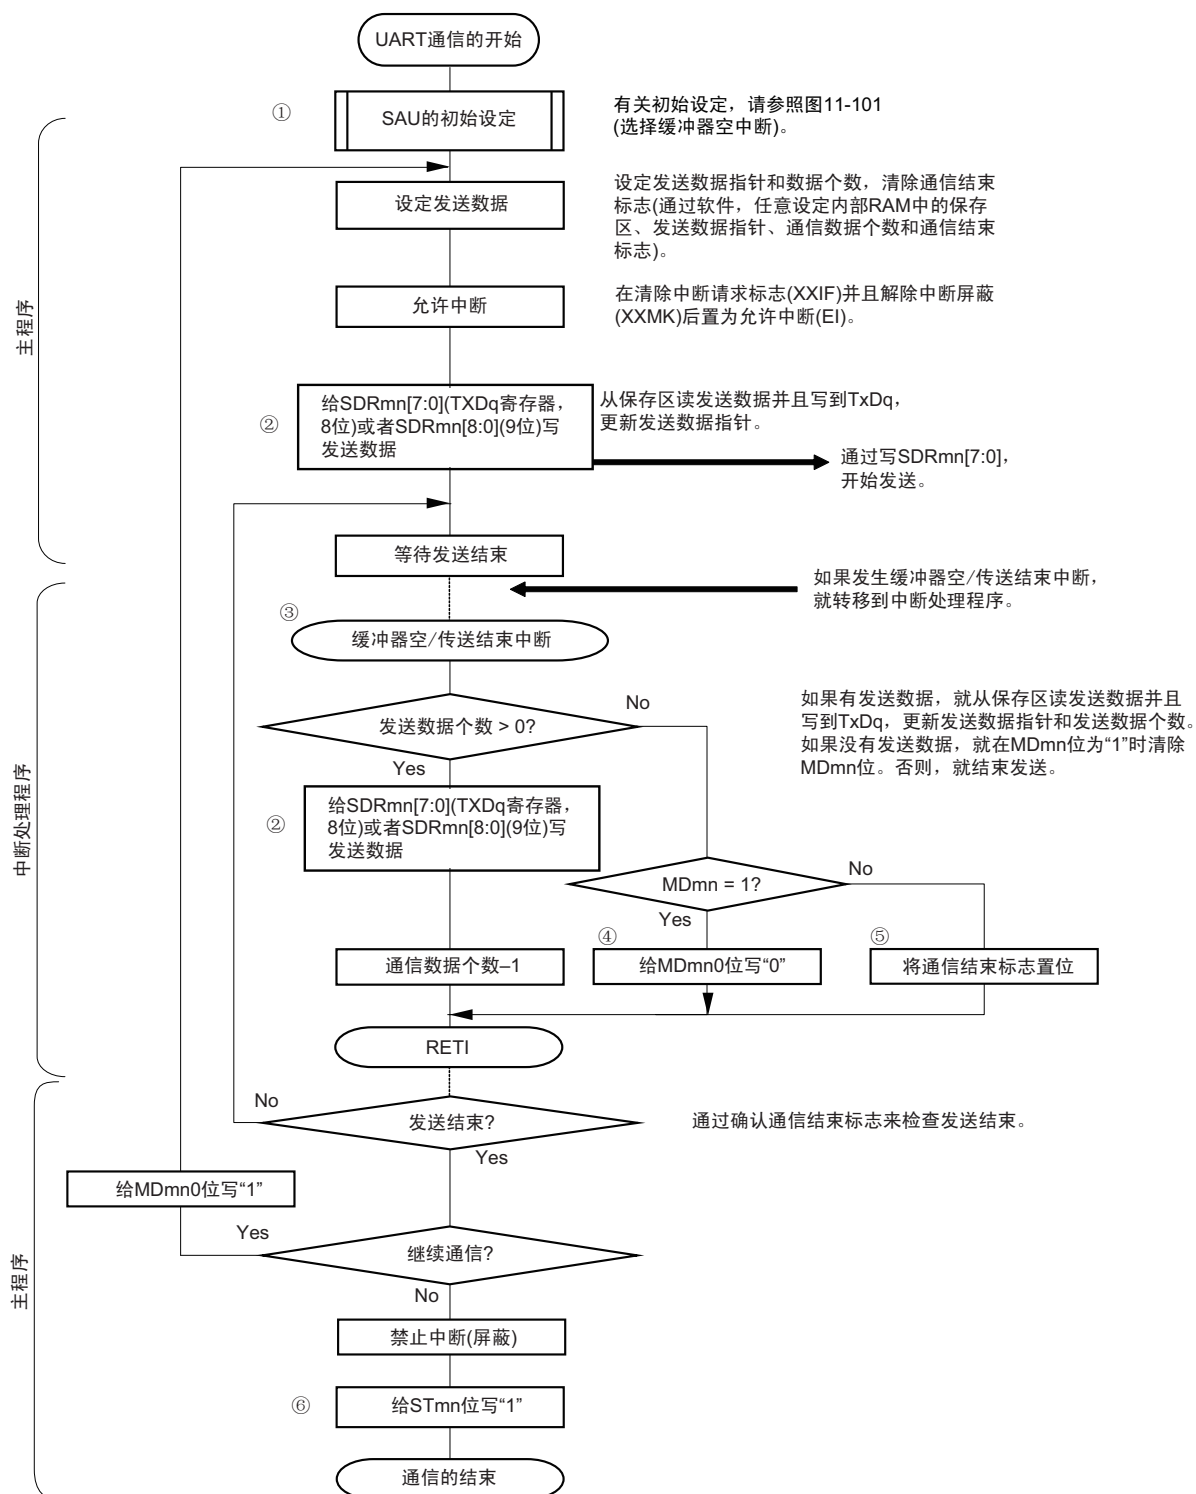 UART通信的开始
①
SAU的初始设定
有关初始设定，请参照图11-101
(选择缓冲器空中断)。
设定发送数据
设定发送数据指针和数据个数，清除通信结束
标志(通过软件，任意设定内部RAM中的保存
区、发送数据指针、通信数据个数和通信结束
标志)。
允许中断
在清除中断请求标志(XXIF)并且解除中断屏蔽
(XXMK)后置为允许中断(EI)。
主程序
②
给SDRmn[7:0](TXDq寄存器，
8位)或者SDRmn[8:0](9位)写
发送数据
从保存区读发送数据并且写到TxDq，
更新发送数据指针。
通过写SDRmn[7:0]，
开始发送。
等待发送结束
如果发生缓冲器空/传送结束中断，
就转移到中断处理程序。
③
缓冲器空/传送结束中断
发送数据个数 > 0?
No
Yes
如果有发送数据，就从保存区读发送数据并且
写到TxDq，更新发送数据指针和发送数据个数。
如果没有发送数据，就在MDmn位为“1”时清除
MDmn位。否则，就结束发送。
中断处理程序
②
给SDRmn[7:0](TXDq寄存器，
8位)或者SDRmn[8:0](9位)写
发送数据
MDmn = 1?
No
Yes
通信数据个数–1
④
给MDmn0位写“0”
⑤
将通信结束标志置位
RETI
No
发送结束?
Yes
通过确认通信结束标志来检查发送结束。
给MDmn0位写“1”
Yes
继续通信?
No
主程序
禁止中断(屏蔽)
⑥
给STmn位写“1”
通信的结束